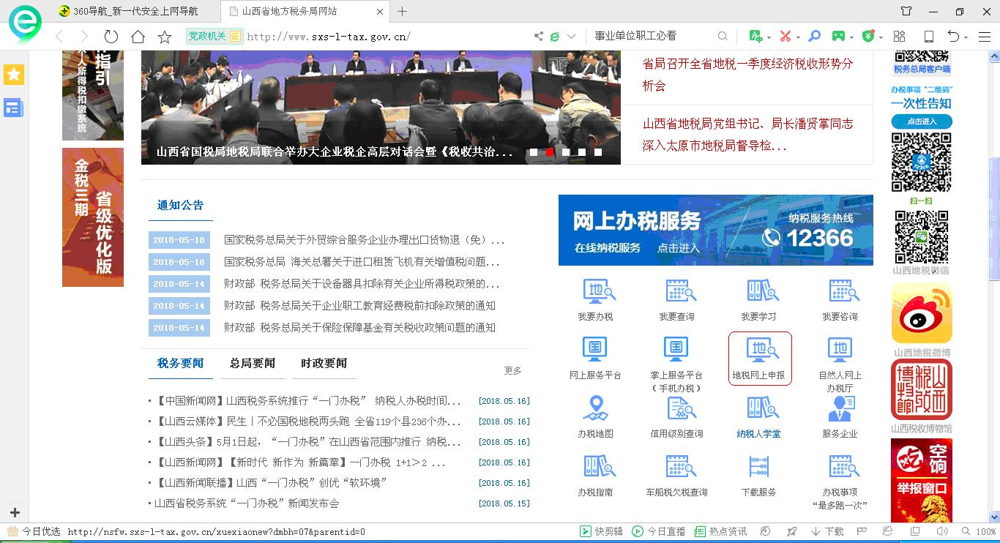 360导航_新一代安全上网导航
山西省地方税务局网站
党政机关 证
http://www.sxs-l-tax.gov.cn/
事业单位职工必看
指引
人所得税扣缴系统
金税三期
省级优化版
山西省国税局地税局联合举办大企业税企高层对话会暨《税收共治...
省局召开全省地税一季度经济税收形势分
析会
山西省地税局党组书记、局长潘贤掌同志
深入太原市地税局督导检...
税务总局客户端
办税事项“二维码”
一次性告知
点击进入
扫一扫
山西地税微信
山西地税微博
山西税收博物馆
山西税收博物馆
吃空饷
举报窗口
通知公告
2018-05-18 国家税务总局关于外贸综合服务企业办理出口货物退（免）...
2018-05-18 国家税务总局 海关总署关于进口租赁飞机有关增值税问题...
2018-05-14 财政部 税务总局关于设备器具扣除有关企业所得税政策的...
2018-05-14 财政部 税务总局关于企业职工教育经费税前扣除政策的通知
2018-05-14 财政部 税务总局关于保险保障基金有关税收政策问题的通知
税务要闻 总局要闻 时政要闻
更多
·【中国新闻网】山西税务系统推行“一门办税” 纳税人办税时间... [2018.05.16]
·【山西云媒体】民生丨不必国税地税两头跑 全省119个县236个办... [2018.05.16]
·【山西头条】5月1日起，“一门办税”在山西省范围内推行 纳税... [2018.05.16]
·【山西新闻网】【新时代 新作为 新篇章】一门办税 1+1＞2 ... [2018.05.16]
·【山西新闻联播】山西“一门办税”创优“软环境” [2018.05.16]
·山西省税务系统“一门办税”新闻发布会 [2018.05.15]
网上办税服务
在线纳税服务 点击进入
纳税服务热线
12366
我要办税 我要查询 我要学习 我要咨询
网上服务平台 掌上服务平台 地税网上申报 自然人网上
（手机办税） 办税厅
办税地图 信用级别查询 纳税人学堂 服务企业
办税指南 车船税欠税查询 下载服务 办税事项
“最多跑一次”
今日优选 http://nsfw.sxs-l-tax.gov.cn/xuexiaonew?dmbh=07&parentid=0
快剪辑 今日直播 热点资讯 下载 100%